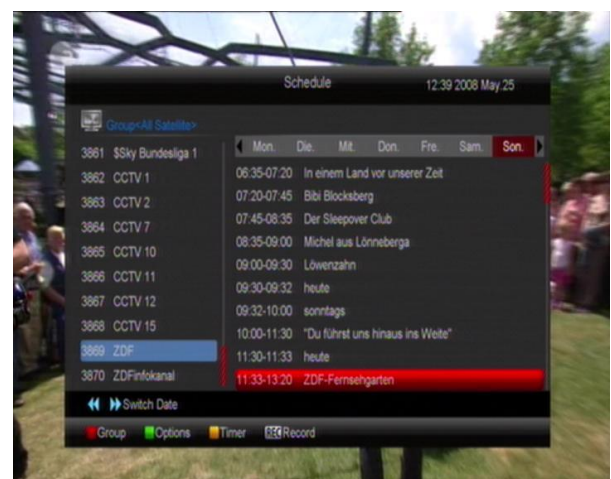 Schedule
12:39 2008 May.25
Group<All Satellite>
Mon. Die. Mit. Don. Fre. Sam. Son.
3861 $Sky Bundesliga 1
3862 CCTV 1
3863 CCTV 2
3864 CCTV 7
3865 CCTV 10
3866 CCTV 11
3867 CCTV 12
3868 CCTV 15
3869 ZDF
3870 ZDFinfokanal
06:35-07:20 In einem Land vor unserer Zeit
07:20-07:45 Bibi Blocksberg
07:45-08:35 Der Sleepover Club
08:35-09:00 Michel aus Lönneberga
09:00-09:30 Löwenzahn
09:30-09:32 heute
09:32-10:00 sonntags
10:00-11:30 "Du führst uns hinaus ins Weite"
11:30-11:33 heute
11:33-13:20 ZDF-Fernsehgarten
Switch Date
Group Options Timer REC Record